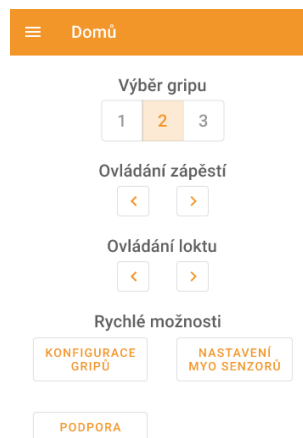 Domů
Výběr gripu
1 2 3
Ovládání zápěstí
Ovládání loktu
Rychlé možnosti
KONFIGURACE NASTAVENÍ
GRIPŮ MYO SENZORŮ
PODPORA